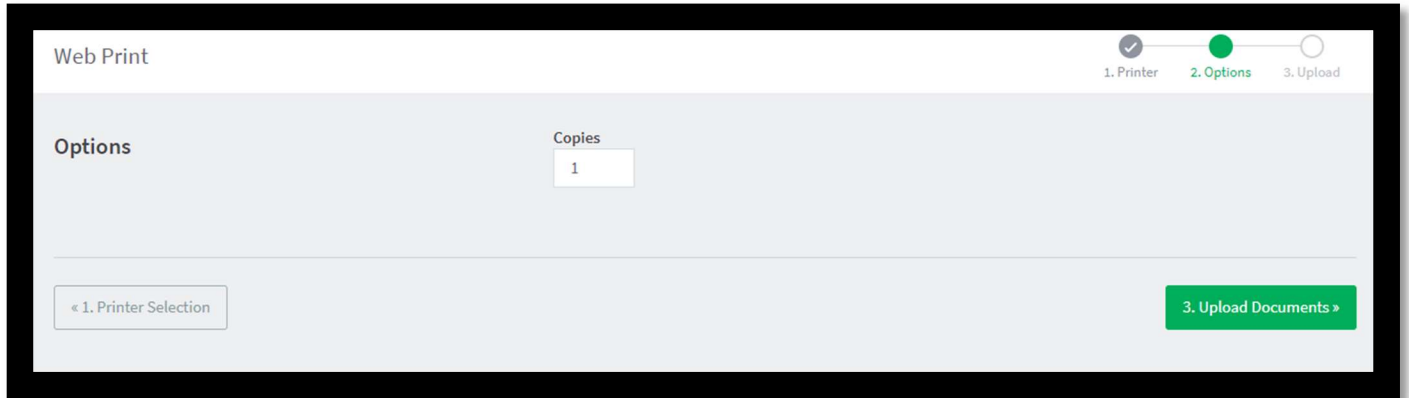 Web Print
1. Printer
2. Options
3. Upload
Options
Copies
1
« 1. Printer Selection
3. Upload Documents »